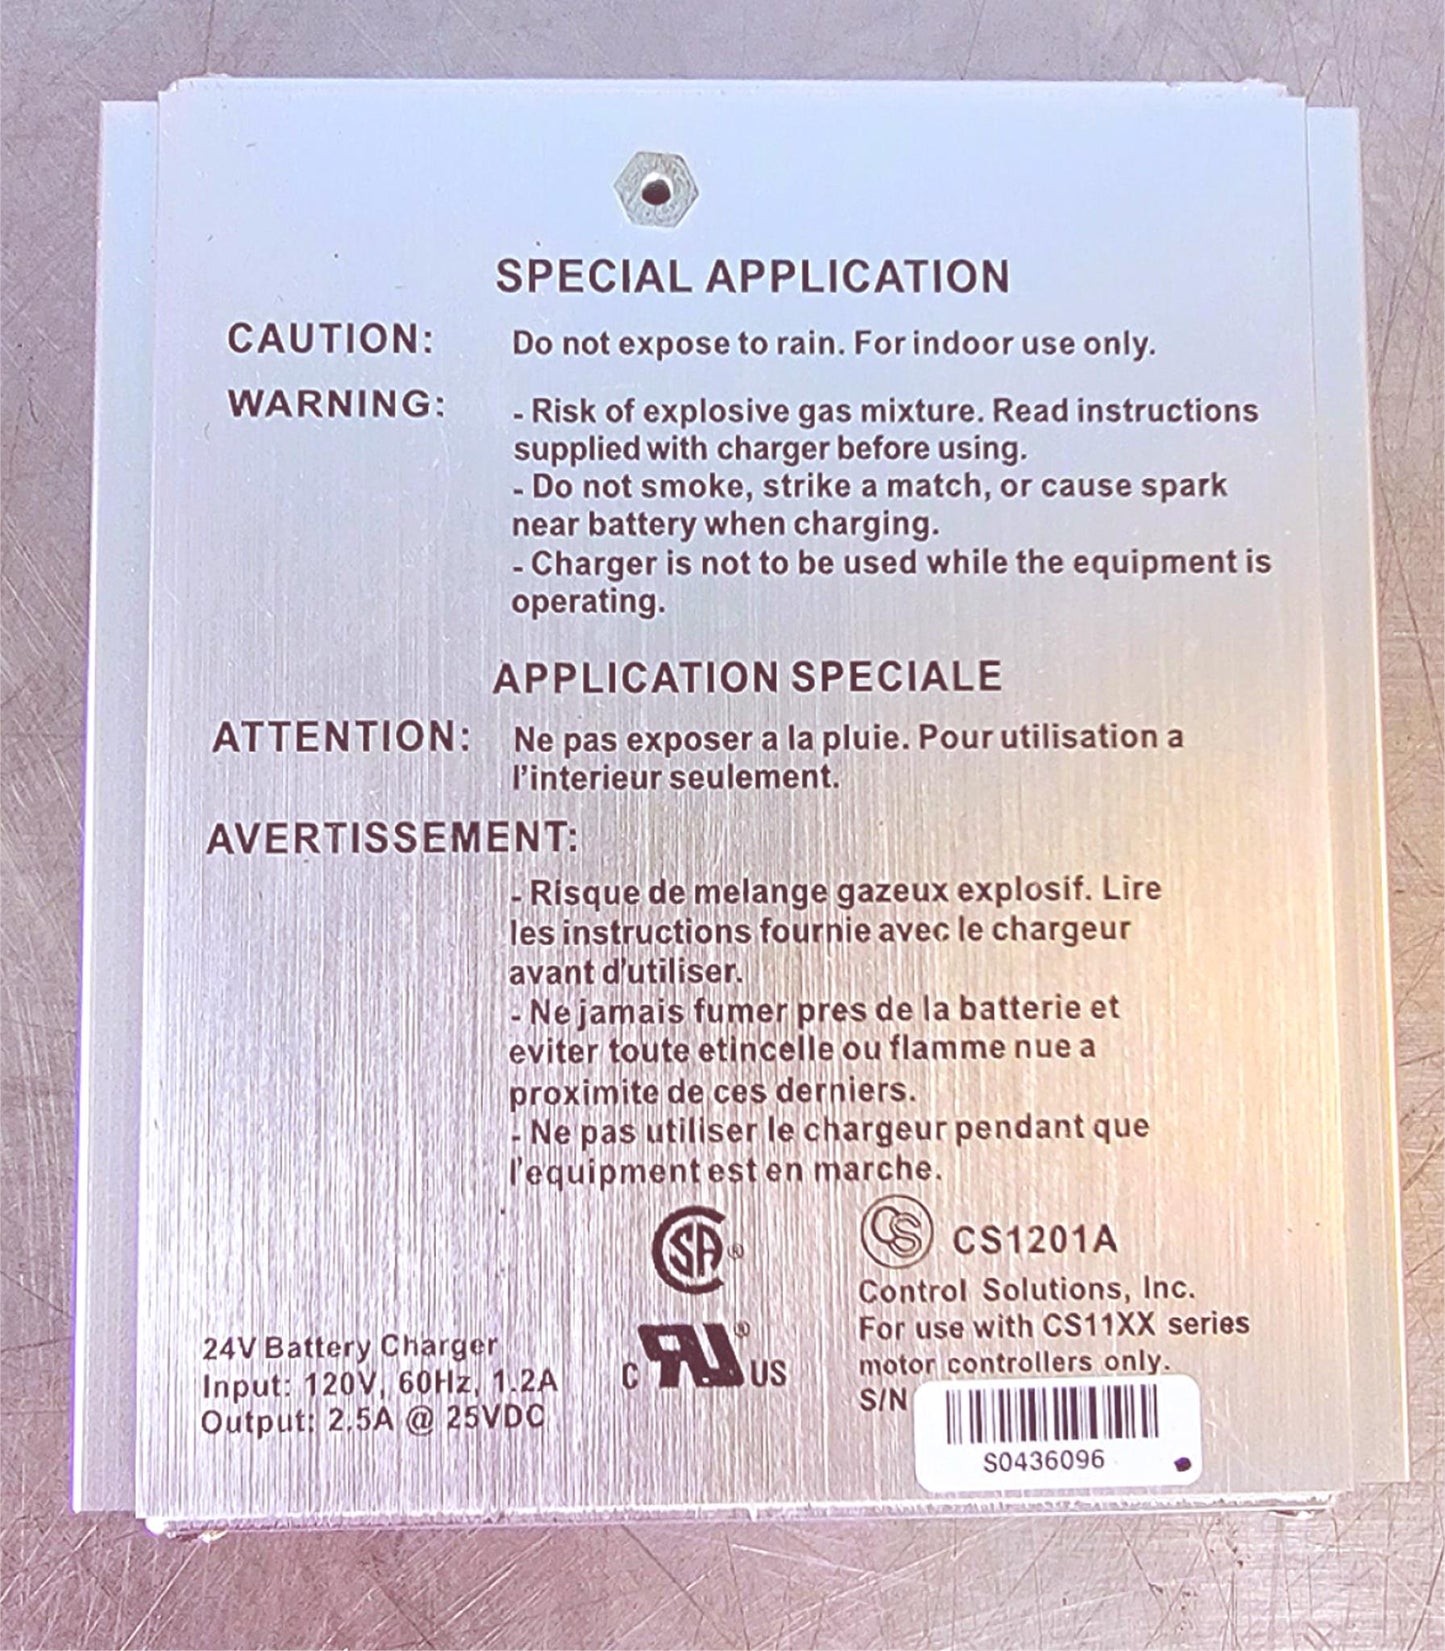 SPECIAL APPLICATION
CAUTION: Do not expose to rain. For indoor use only.
WARNING: - Risk of explosive gas mixture. Read instructions
supplied with charger before using.
- Do not smoke, strike a match, or cause spark
near battery when charging.
- Charger is not to be used while the equipment is
operating.
APPLICATION SPECIALE
ATTENTION: Ne pas exposer a la pluie. Pour utilisation a
l'interieur seulement.
AVERTISSEMENT:
- Risque de melange gazeux explosif. Lire
les instructions fournie avec le chargeur
avant d'utiliser.
- Ne jamais fumer pres de la batterie et
eviter toute etincelle ou flamme nue a
proximite de ces derniers.
- Ne pas utiliser le chargeur pendant que
l'equipment est en marche.
24V Battery Charger
Input: 120V, 60Hz, 1.2A
Output: 2.5A @ 25VDC
SA ®
C RU ® US
CS CS1201A
Control Solutions, Inc.
For use with CS11XX series
motor controllers only.
S/N
S0436096